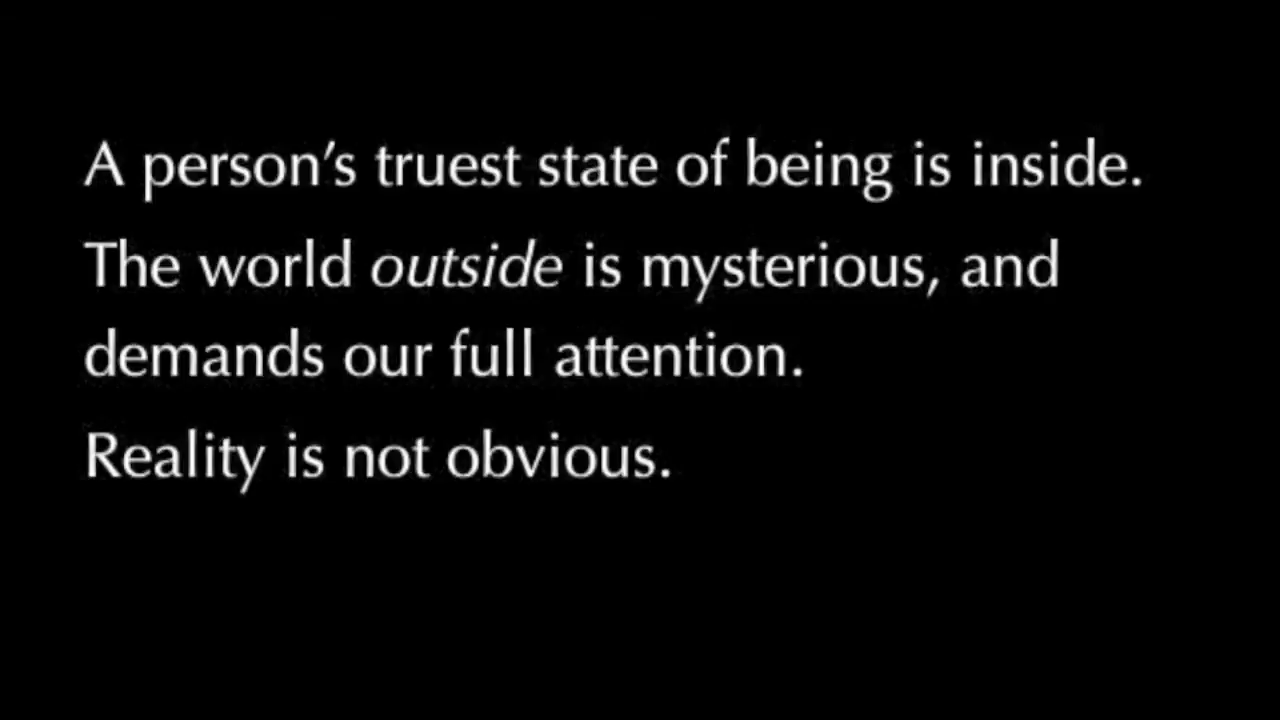 A person’s truest state of being is inside.
The world outside is mysterious, and
demands our full attention.
Reality is not obvious.